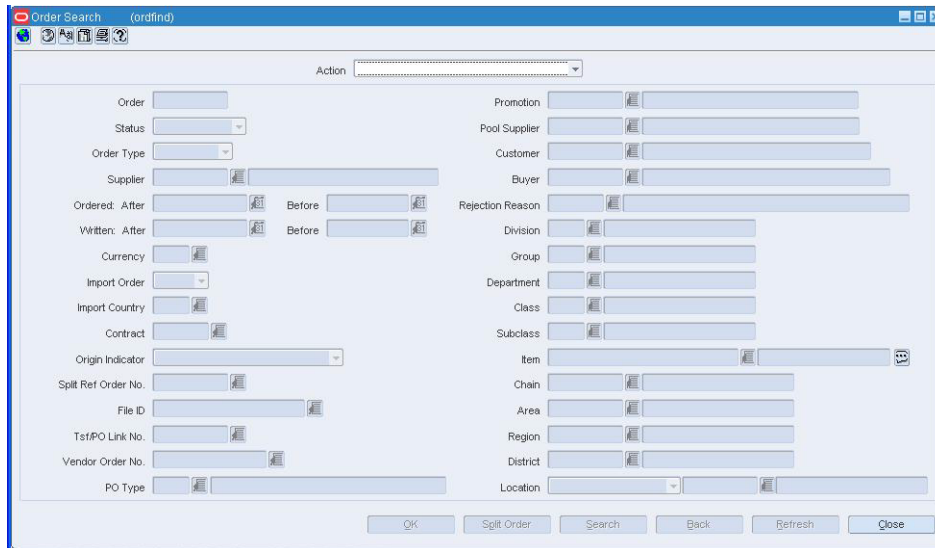 Order Search (ordfind)
Action
Order
Status
Order Type
Supplier
Ordered: After Before
Written: After Before
Currency
Import Order
Import Country
Contract
Origin Indicator
Split Ref Order No.
File ID
Tsf/PO Link No.
Vendor Order No.
PO Type
Promotion
Pool Supplier
Customer
Buyer
Rejection Reason
Division
Group
Department
Class
Subclass
Item
Chain
Area
Region
District
Location
OK Split Order Search Back Refresh Close